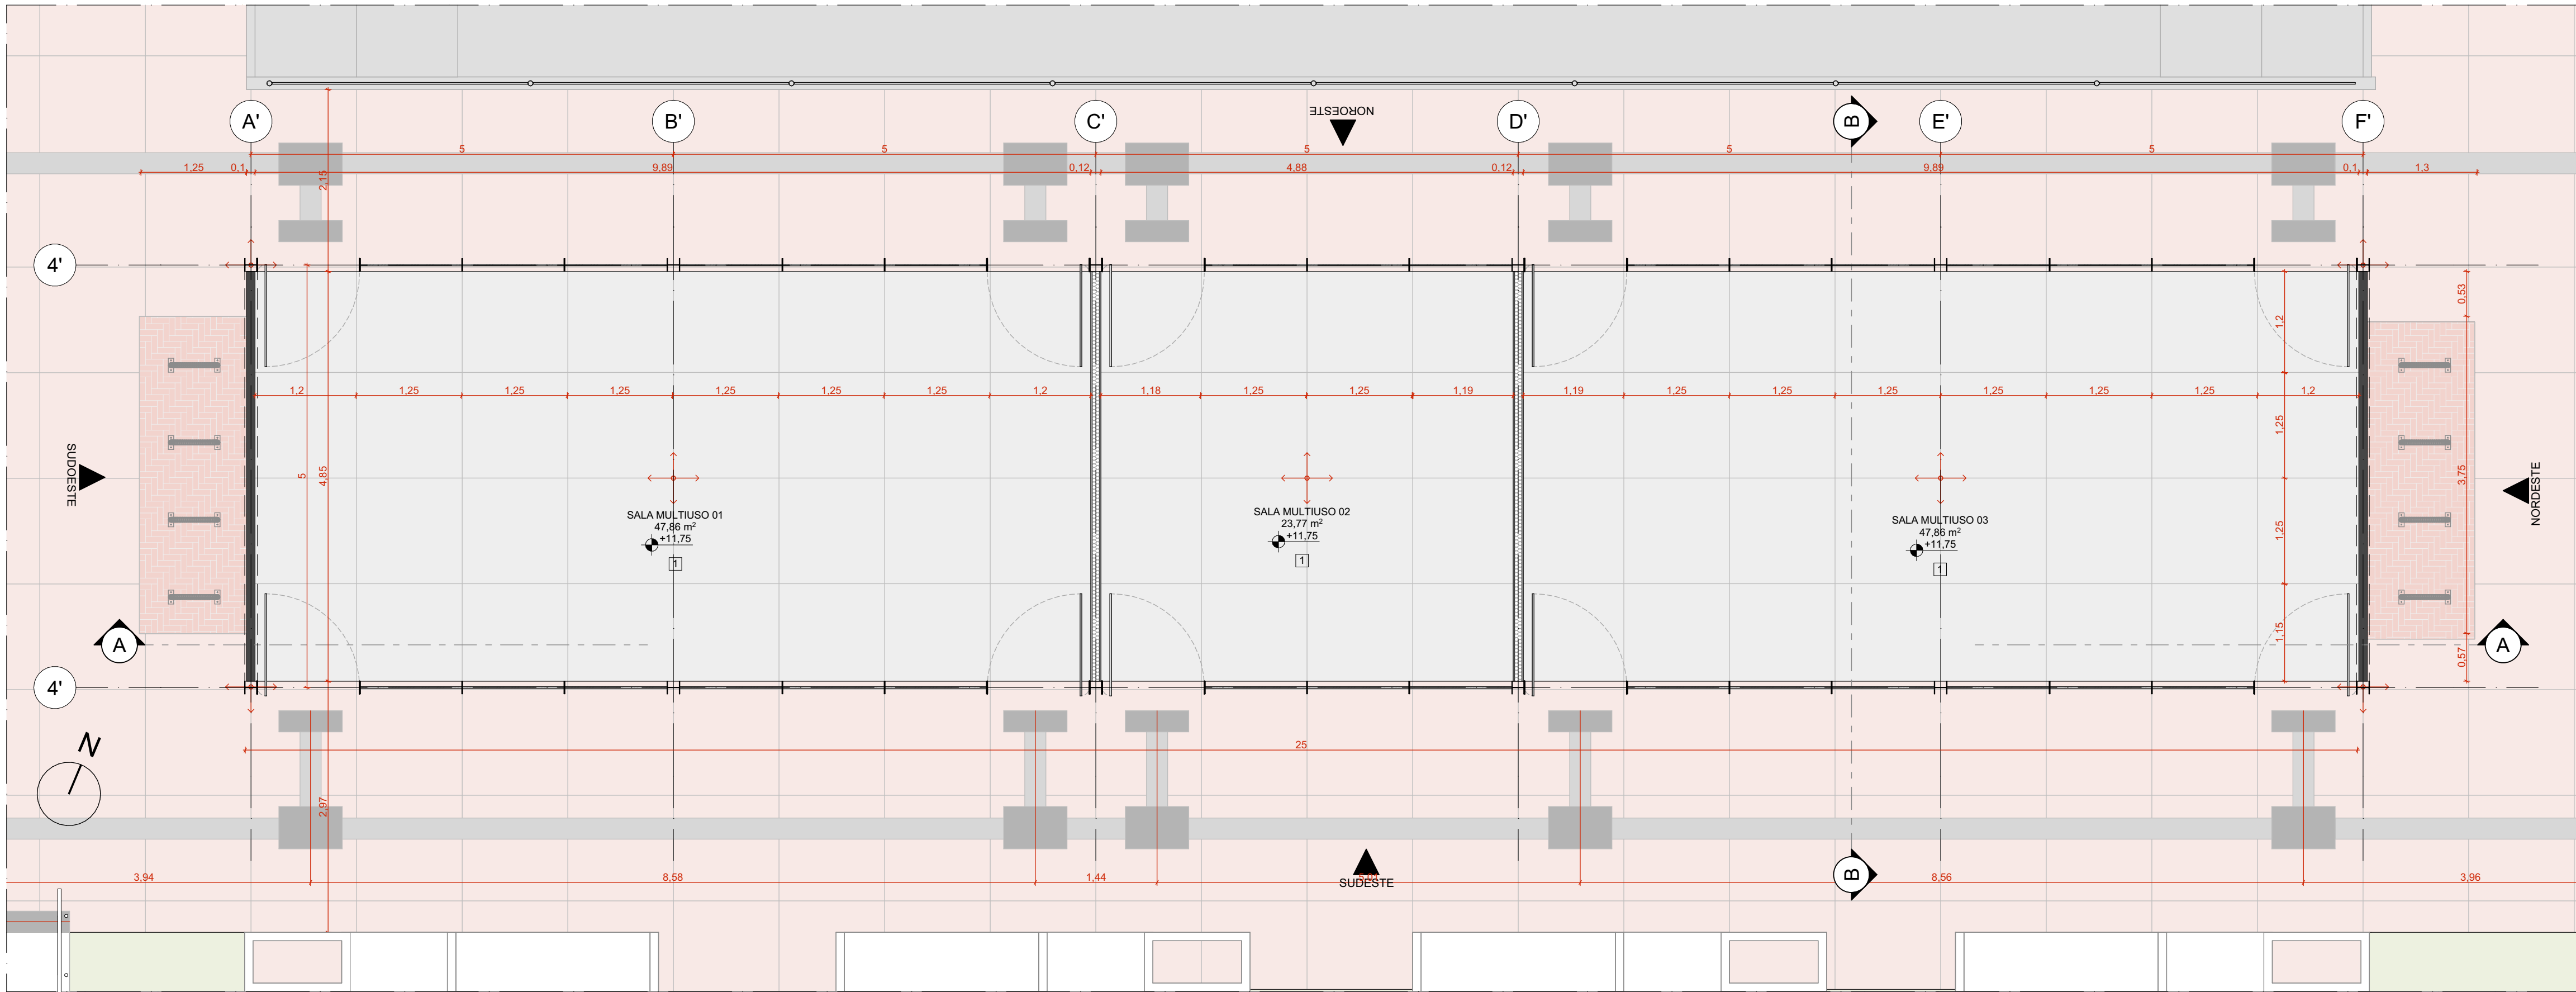 A'
B'
C'
D'
B
E'
F'
NOROESTE
5
5
5
5
5
1,25
0,1
9,89
0,12
4,88
0,12
9,89
0,1
1,3
2,15
4'
0,53
1,2
1,2
1,25
1,25
1,25
1,25
1,25
1,25
1,2
1,18
1,25
1,25
1,19
1,19
1,25
1,25
1,25
1,25
1,25
1,25
1,2
1,25
SUDOESTE
5
4,85
3,75
NORDESTE
SALA MULTIUSO 01
47,86 m²
+11,75
1
SALA MULTIUSO 02
23,77 m²
+11,75
1
SALA MULTIUSO 03
47,86 m²
+11,75
1
1,25
1,15
0,57
A
A
4'
N
25
2,97
3,94
8,58
1,44
SUDESTE
B
8,56
3,96